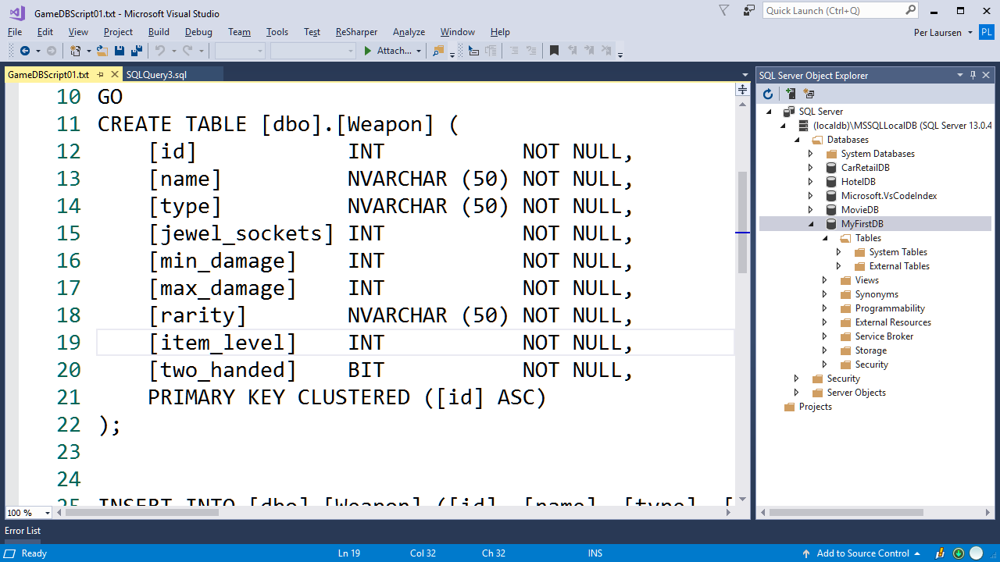 GameDBScript01.txt - Microsoft Visual Studio
Quick Launch (Ctrl+Q)
File Edit View Project Build Debug Team Tools Test ReSharper Analyze Window Help
Per Laursen PL
Attach...
GameDBScript01.txt SQLQuery3.sql
10 GO
11 CREATE TABLE [dbo].[Weapon] (
12 [id] INT NOT NULL,
13 [name] NVARCHAR (50) NOT NULL,
14 [type] NVARCHAR (50) NOT NULL,
15 [jewel_sockets] INT NOT NULL,
16 [min_damage] INT NOT NULL,
17 [max_damage] INT NOT NULL,
18 [rarity] NVARCHAR (50) NOT NULL,
19 [item_level] INT NOT NULL,
20 [two_handed] BIT NOT NULL,
21 PRIMARY KEY CLUSTERED ([id] ASC)
22 );
23
24
25 INSERT INTO [dbo].[Weapon] ([id], [name], [type], [
100 %
SQL Server Object Explorer
SQL Server
(localdb)\MSSQLLocalDB (SQL Server 13.0.4
Databases
System Databases
CarRetailDB
HotelDB
Microsoft.VsCodeIndex
MovieDB
MyFirstDB
Tables
System Tables
External Tables
Views
Synonyms
Programmability
External Resources
Service Broker
Storage
Security
Security
Server Objects
Projects
Error List
Ready Ln 19 Col 32 Ch 32 INS Add to Source Control